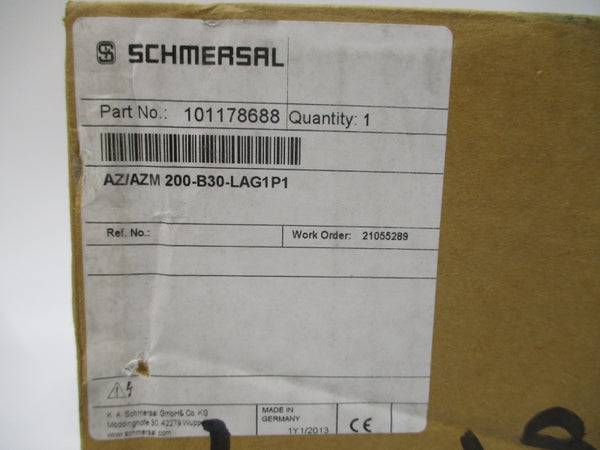 SCHMERSAL
Part No.: 101178688 Quantity: 1
AZ/AZM 200-B30-LAG1P1
Ref. No.: Work Order: 21055289
K. A. Schmersal GmbH & Co. KG
Möddinghofe 30, 42279 Wuppe
www.schmersal.com
MADE IN
GERMANY
1Y1/2013
CE